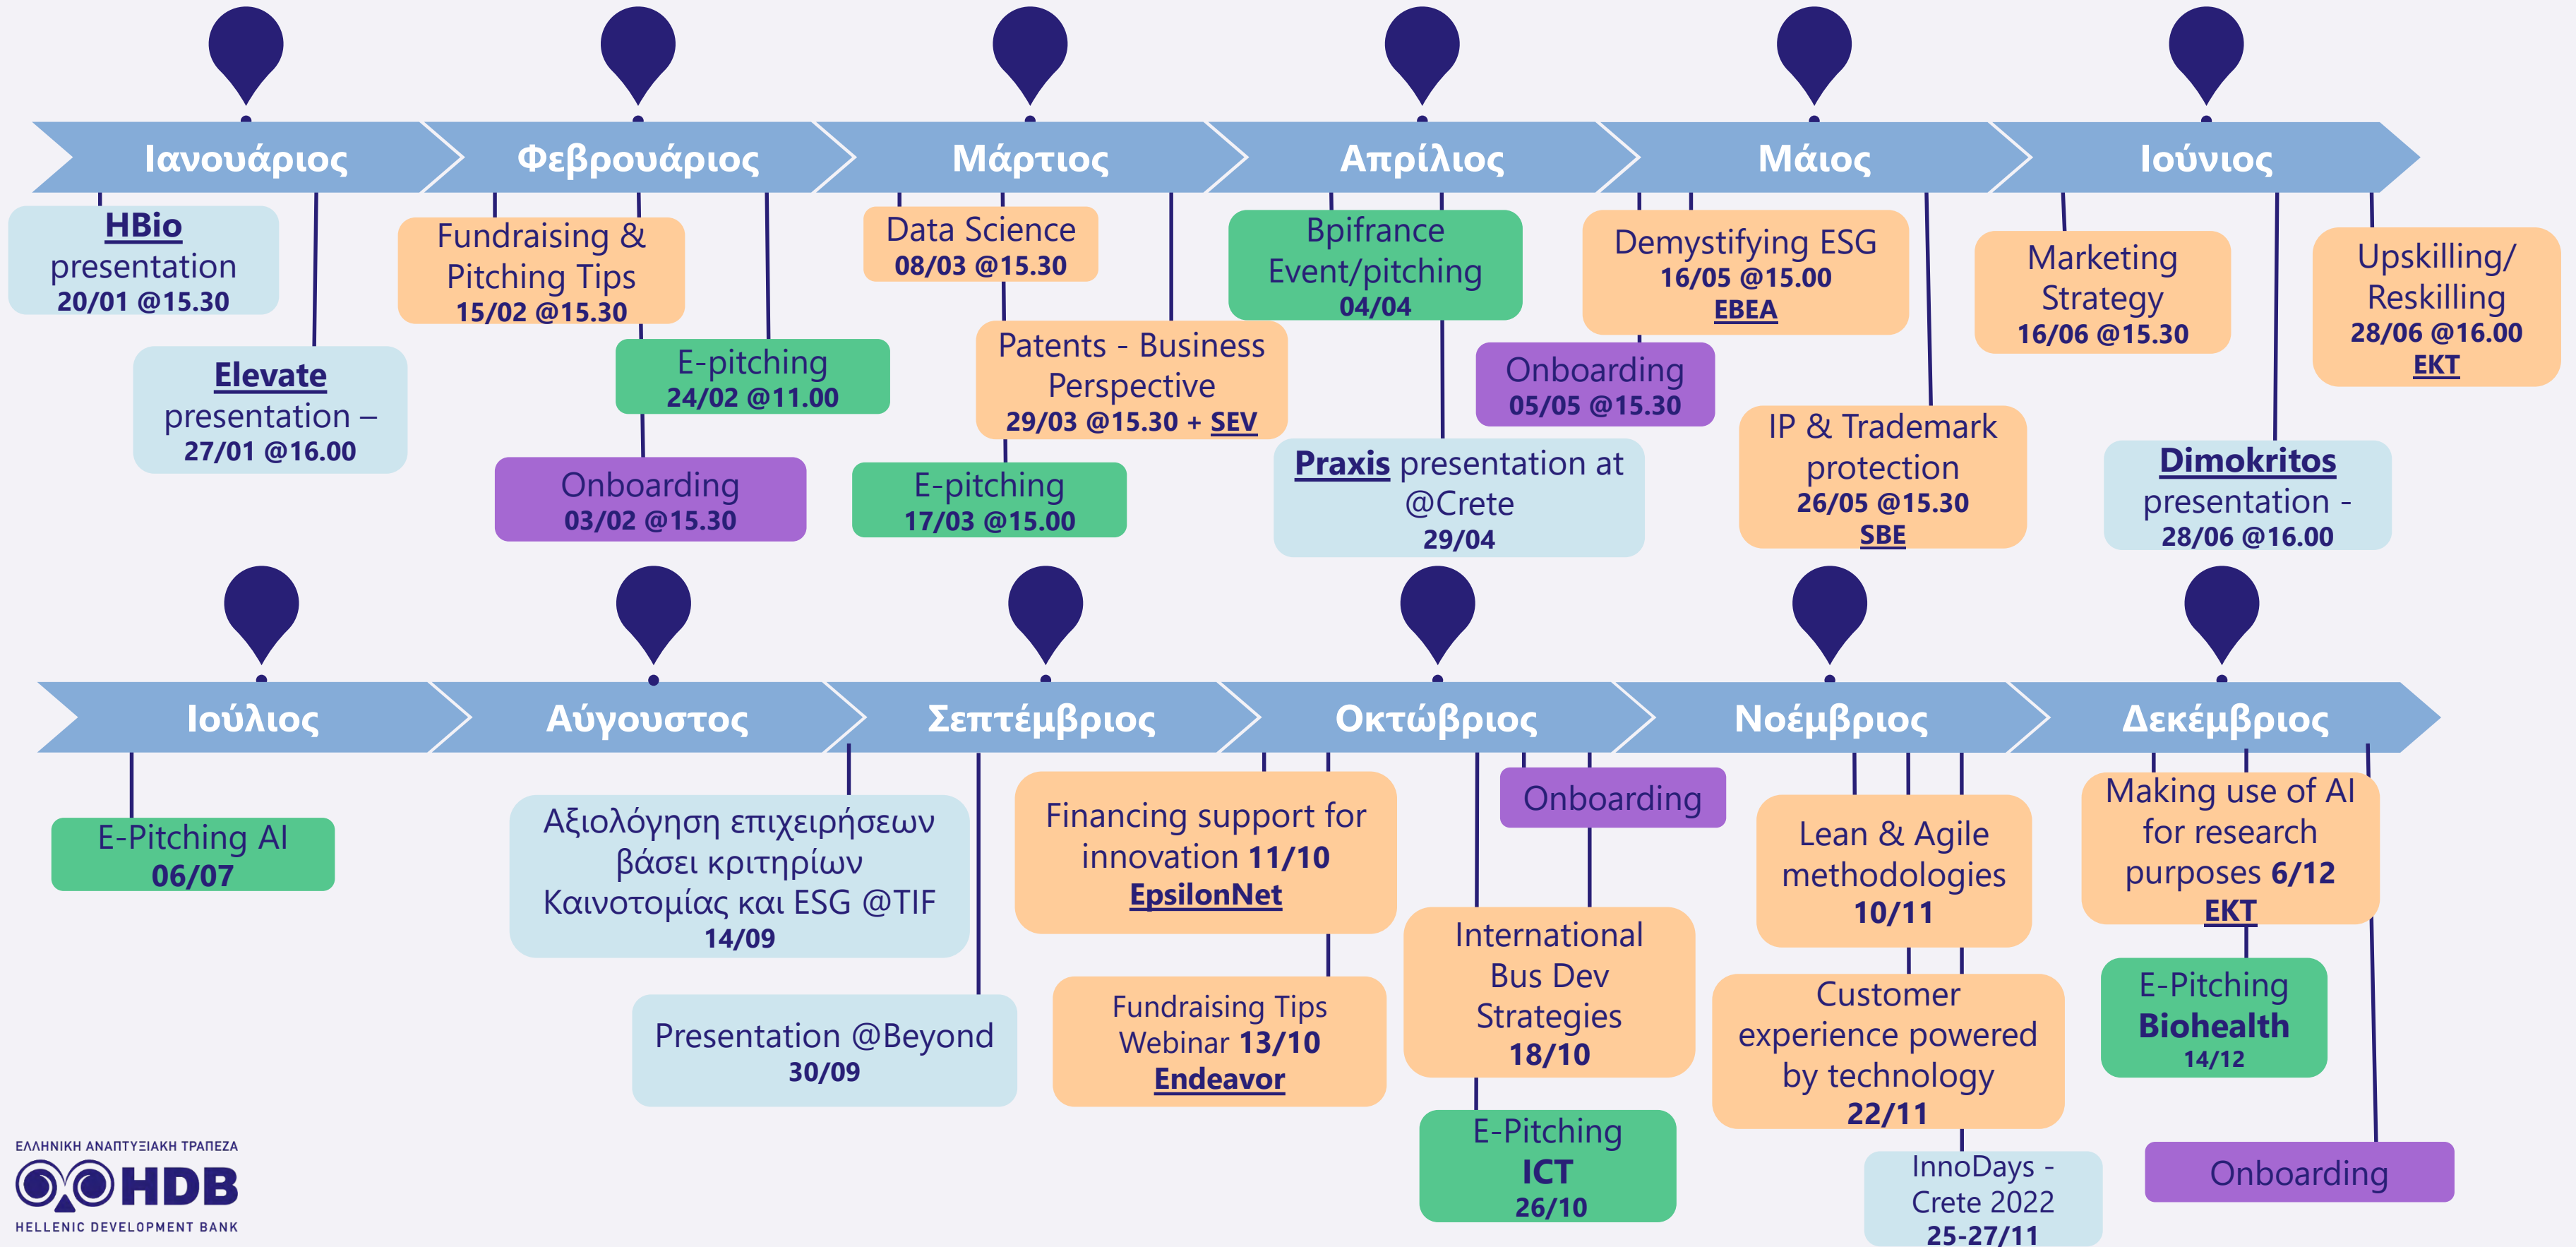 Ιανουάριος
Φεβρουάριος
Μάρτιος
Απρίλιος
Μάιος
Ιούνιος
HBio
presentation
20/01 @15.30
Elevate
presentation –
27/01 @16.00
Fundraising &
Pitching Tips
15/02 @15.30
E-pitching
24/02 @11.00
Onboarding
03/02 @15.30
Data Science
08/03 @15.30
Patents - Business
Perspective
29/03 @15.30 + SEV
E-pitching
17/03 @15.00
Bpifrance
Event/pitching
04/04
Praxis presentation at
@Crete
29/04
Demystifying ESG
16/05 @15.00
EBEA
Onboarding
05/05 @15.30
IP & Trademark
protection
26/05 @15.30
SBE
Marketing
Strategy
16/06 @15.30
Dimokritos
presentation -
28/06 @16.00
Upskilling/
Reskilling
28/06 @16.00
EKT
Ιούλιος
Αύγουστος
Σεπτέμβριος
Οκτώβριος
Νοέμβριος
Δεκέμβριος
E-Pitching AI
06/07
Αξιολόγηση επιχειρήσεων
βάσει κριτηρίων
Καινοτομίας και ESG @TIF
14/09
Presentation @Beyond
30/09
Financing support for
innovation 11/10
EpsilonNet
Fundraising Tips
Webinar 13/10
Endeavor
Onboarding
International
Bus Dev
Strategies
18/10
E-Pitching
ICT
26/10
Lean & Agile
methodologies
10/11
Customer
experience powered
by technology
22/11
InnoDays -
Crete 2022
25-27/11
Making use of AI
for research
purposes 6/12
EKT
E-Pitching
Biohealth
14/12
Onboarding
ΕΛΛΗΝΙΚΗ ΑΝΑΠΤΥΞΙΑΚΗ ΤΡΑΠΕΖΑ
HDB
HELLENIC DEVELOPMENT BANK